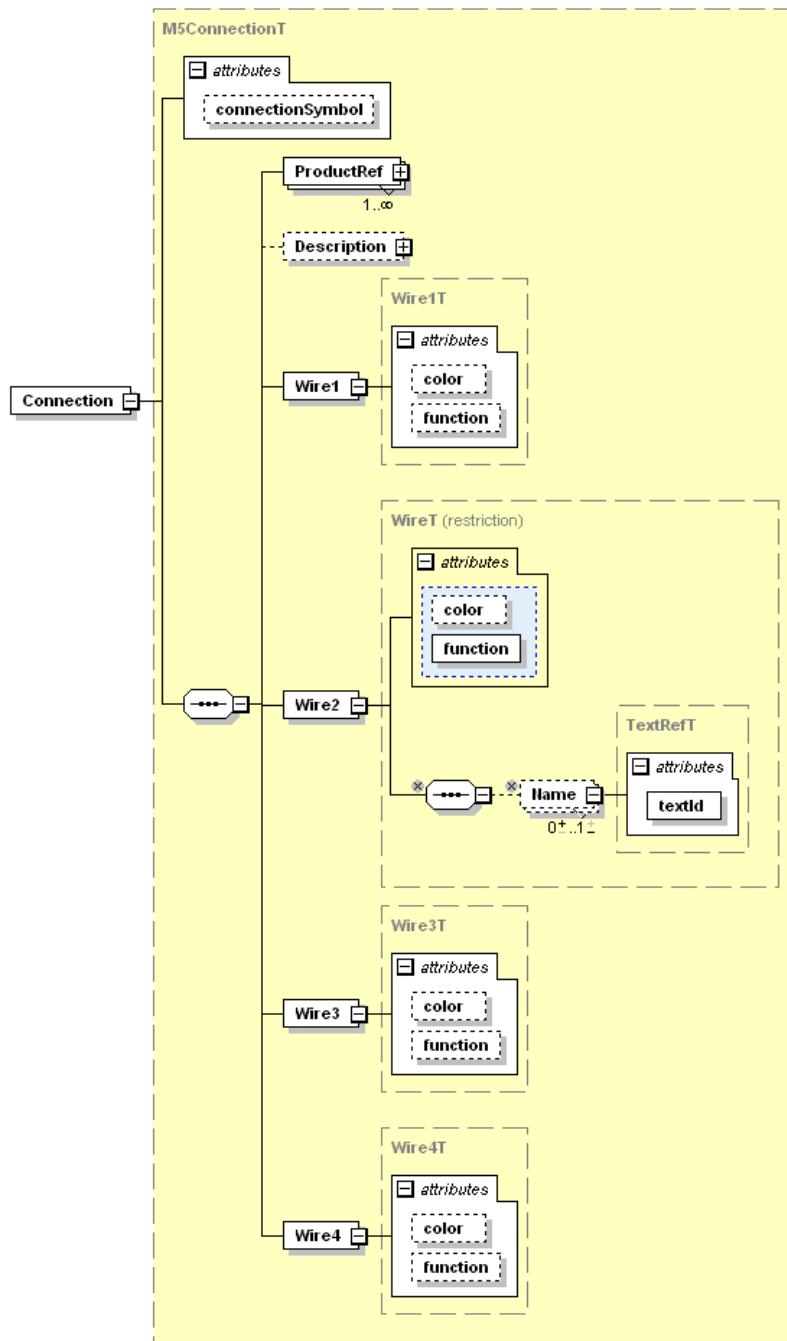 M5ConnectionT
attributes
connectionSymbol
ProductRef
1..∞
Description
Wire1T
attributes
color
function
Wire1
Connection
WireT (restriction)
attributes
color
function
Wire2
TextRefT
attributes
textId
Name
0±..1±
Wire3T
attributes
color
function
Wire3
Wire4T
attributes
color
function
Wire4